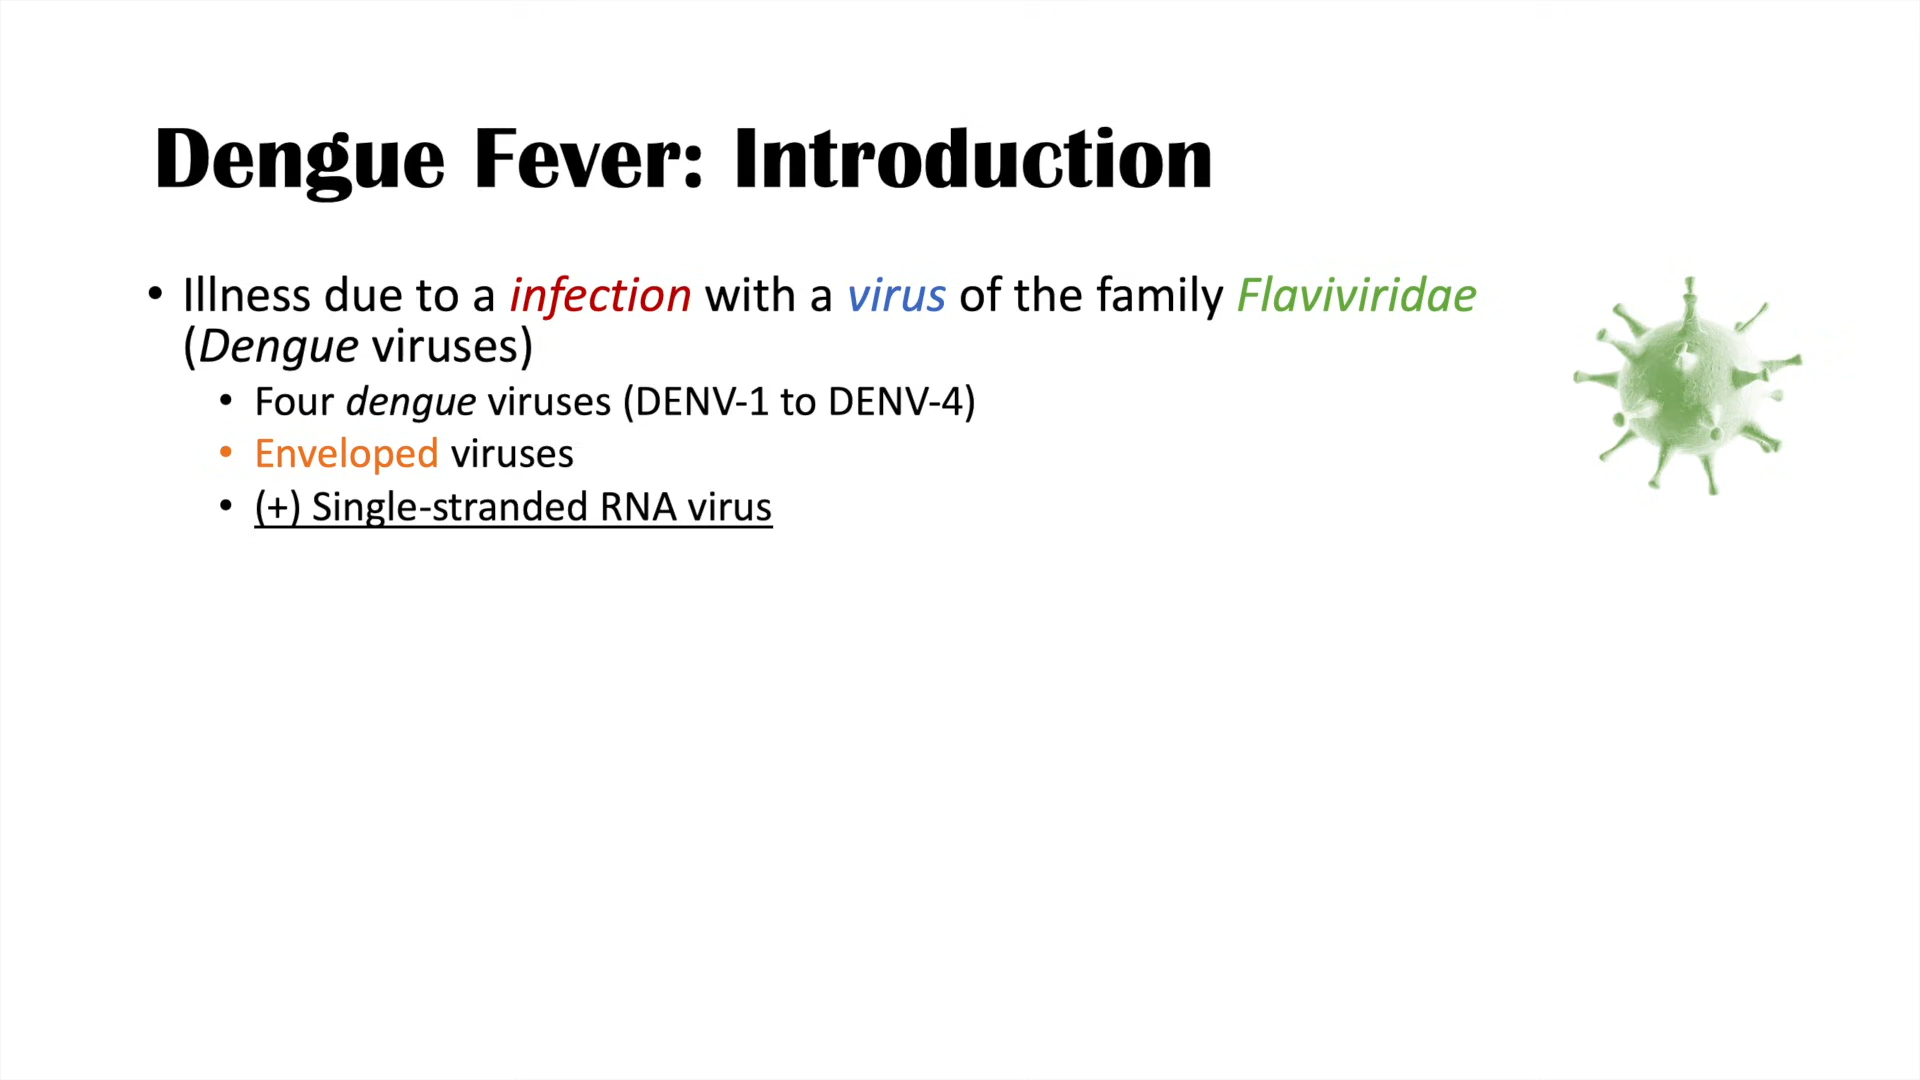 Dengue Fever: Introduction
• Illness due to a infection with a virus of the family Flaviviridae
(Dengue viruses)
• Four dengue viruses (DENV-1 to DENV-4)
• Enveloped viruses
• (+) Single-stranded RNA virus